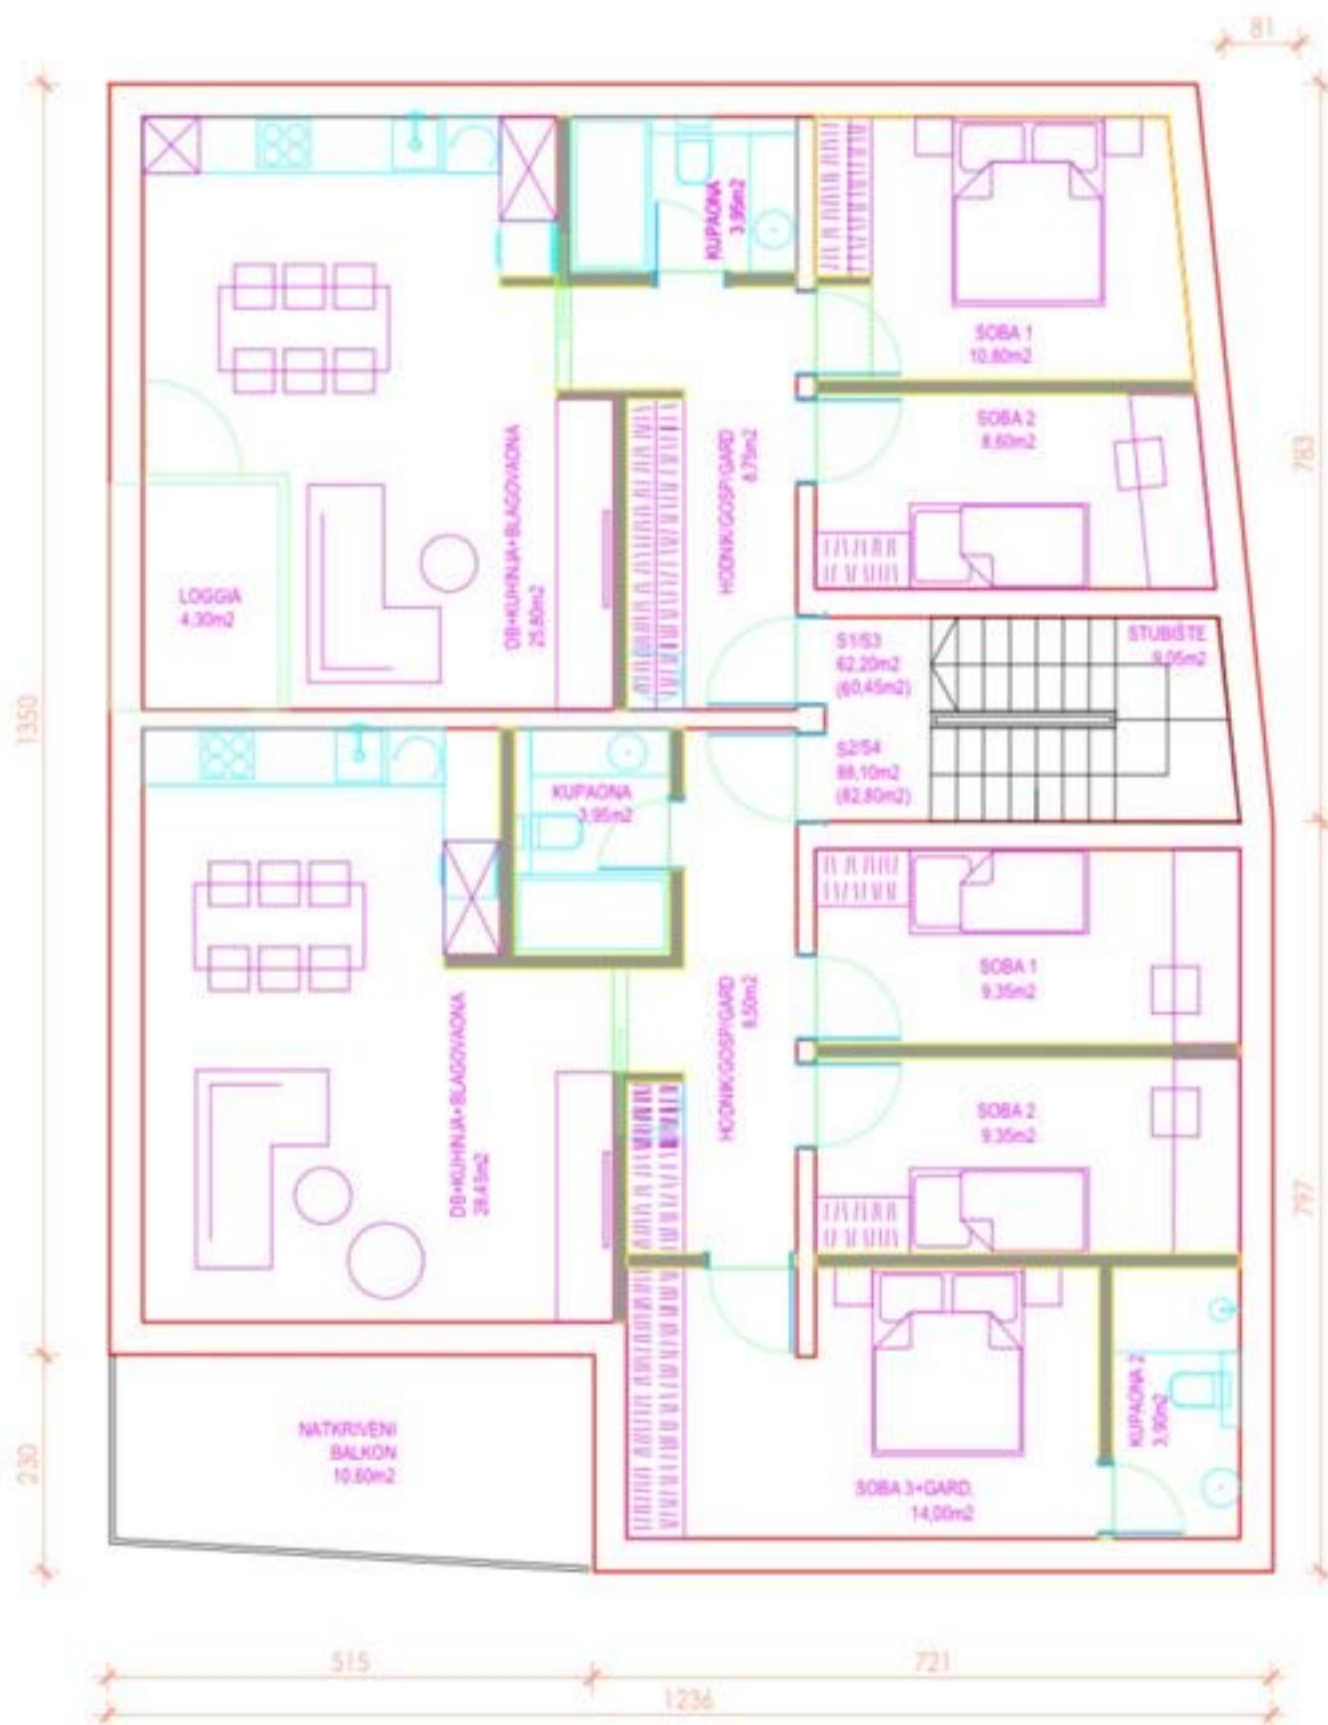 81
KUPAONA
3.95m2
SOBA 1
10.80m2
SOBA 2
8,60m2
783
DB+KUHINJA+BLAGOVAONA
25.80m2
HODNIK/GOSP/GARD
LOGGIA
4,30m2
S1/S3
62,20m2
(60,45m2)
STUBIŠTE
9,05m2
1350
S2/S4
88,10m2
(82,80m2)
KUPAONA
3,95m2
SOBA 1
9,35m2
HODNIK/GOSP/GARD
8,50m2
DB+KUHINJA+BLAGOVAONA
28.45m2
SOBA 2
9.35m2
797
NATKRIVENI
BALKON
10,60m2
230
SOBA 3+GARD.
14,00m2
KUPAONA 2
3,90m2
515
721
1236